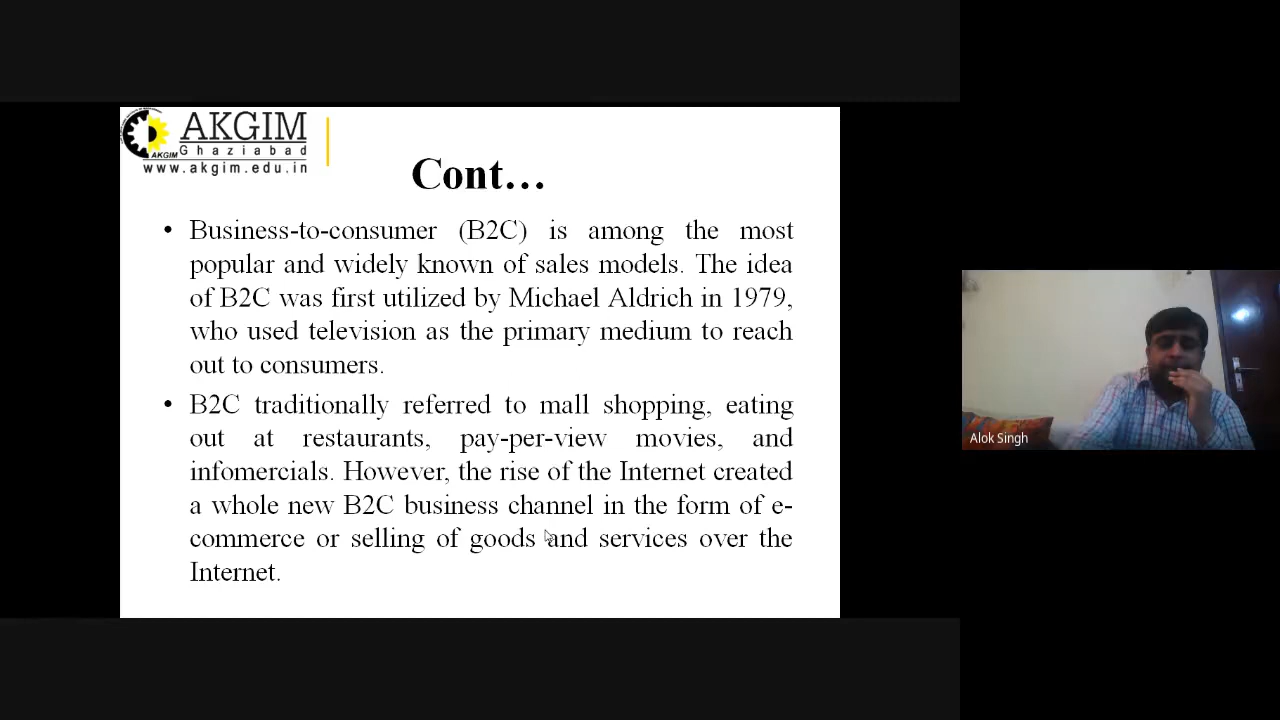 AKGIM
Ghaziabad
AKGIM
www.akgim.edu.in
Cont…
• Business-to-consumer (B2C) is among the most
popular and widely known of sales models. The idea
of B2C was first utilized by Michael Aldrich in 1979,
who used television as the primary medium to reach
out to consumers.
• B2C traditionally referred to mall shopping, eating
out at restaurants, pay-per-view movies, and
infomercials. However, the rise of the Internet created
a whole new B2C business channel in the form of e-
commerce or selling of goods and services over the
Internet.
Alok Singh